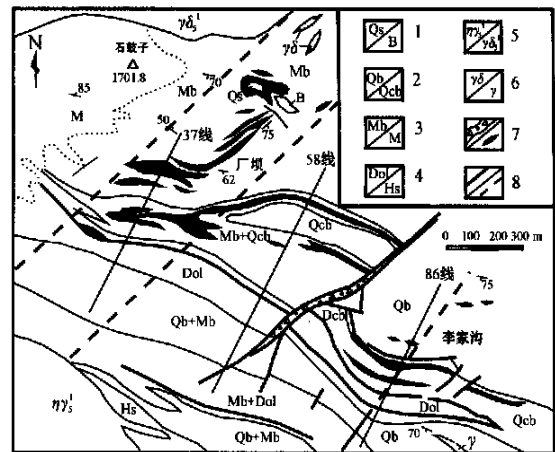 γδ₅¹
N
石鼓子
1701.8
85
M
Mb
70
γδ
Mb
Qs
B
50
37线
75
厂坝
62
58线
Mb+Qcb
Qcb
Dol
Qb+Mb
Dcb
86线
Qb
75
李家沟
ηγ₅¹
Hs
Mb+Dol
Qb+Mb
Dol
Qcb
Qb
70
γ
0 100 200 300 m
Qs
B
1
Qb
Qcb
2
Mb
M
3
Dol
Hs
4
ηγ₅¹
γδ₅¹
5
γδ
γ
6
7
8